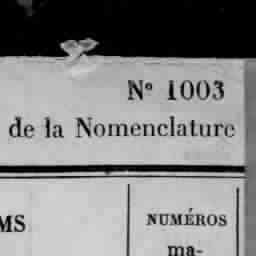 Nº 1003
de la Nomenclature
MS
NUMÉROS
ma-